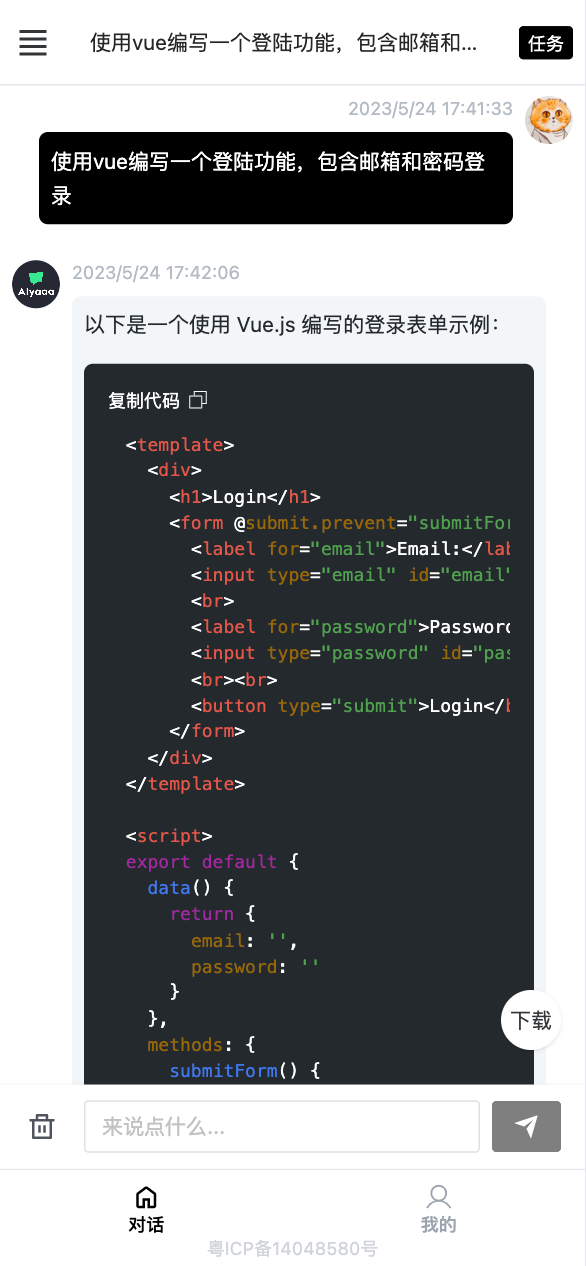 使用vue编写一个登陆功能，包含邮箱和...
任务
2023/5/24 17:41:33
使用vue编写一个登陆功能，包含邮箱和密码登
录
AIyaaa
2023/5/24 17:42:06
以下是一个使用 Vue.js 编写的登录表单示例：
复制代码
<template>
<div>
<h1>Login</h1>
<form @submit.prevent="submitFor
<label for="email">Email:</lab
<input type="email" id="email"
<br>
<label for="password">Password
<input type="password" id="pas
<br><br>
<button type="submit">Login</b
</form>
</div>
</template>
<script>
export default {
data() {
return {
email: '',
password: ''
}
},
methods: {
submitForm() {
下载
来说点什么...
对话
我的
粤ICP备14048580号